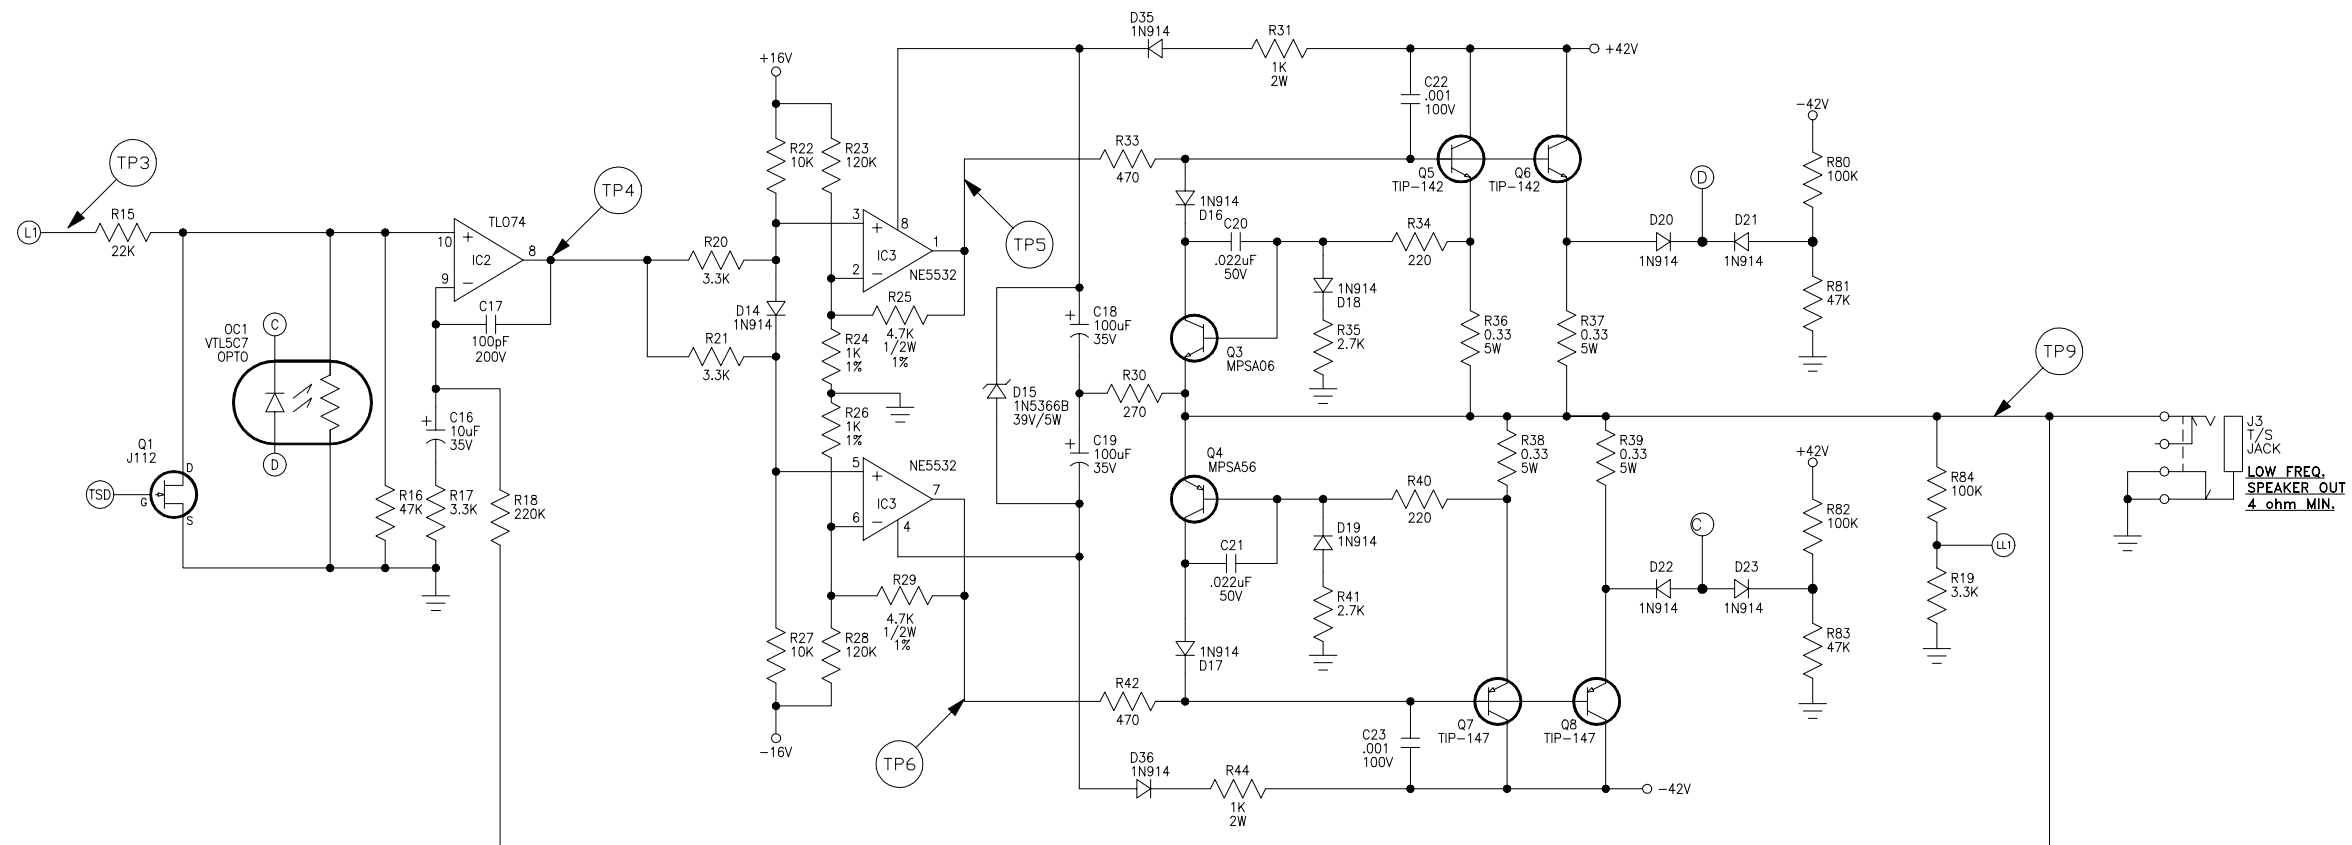 D35
1N914
R31
1K
2W
+42V
+16V
C22
.001
100V
-42V
TP3
R22
10K
R23
120K
R33
470
Q5
TIP-142
Q6
TIP-142
R80
100K
TP4
D
L1
R15
22K
TL074
10
9
8
IC2
R20
3.3K
3
2
8
1
IC3
NE5532
TP5
1N914
D16
C20
.022uF
50V
R34
220
D20
1N914
D21
1N914
C17
100pF
200V
D14
1N914
R25
4.7K
1/2W
1%
C18
100uF
35V
1N914
D18
R36
0.33
5W
R37
0.33
5W
R81
47K
OC1
VTL5C7
OPTO
C
D
R21
3.3K
R24
1K
1%
R35
2.7K
Q3
MPSA06
TP9
D15
1N5366B
39V/5W
R30
270
R26
1K
1%
C16
10uF
35V
C19
100uF
35V
R38
0.33
5W
R39
0.33
5W
J3
T/S
JACK
LOW FREQ.
SPEAKER OUT
4 ohm MIN.
Q1
J112
D
G
S
TSD
R16
47K
R17
3.3K
R18
220K
5
6
7
4
IC3
NE5532
Q4
MPSA56
R40
220
+42V
R84
100K
R82
100K
C
LL1
D19
1N914
C21
.022uF
50V
R41
2.7K
D22
1N914
D23
1N914
R19
3.3K
R29
4.7K
1/2W
1%
R27
10K
R28
120K
1N914
D17
R83
47K
R42
470
Q7
TIP-147
Q8
TIP-147
-16V
TP6
C23
.001
100V
D36
1N914
R44
1K
2W
-42V